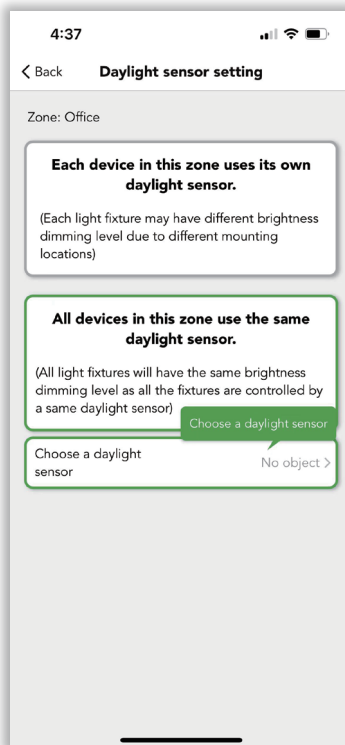 4:37
Back Daylight sensor setting
Zone: Office
Each device in this zone uses its own
daylight sensor.
(Each light fixture may have different brightness
dimming level due to different mounting
locations)
All devices in this zone use the same
daylight sensor.
(All light fixtures will have the same brightness
dimming level as all the fixtures are controlled by
a same daylight sensor)
Choose a daylight sensor
Choose a daylight
sensor
No object